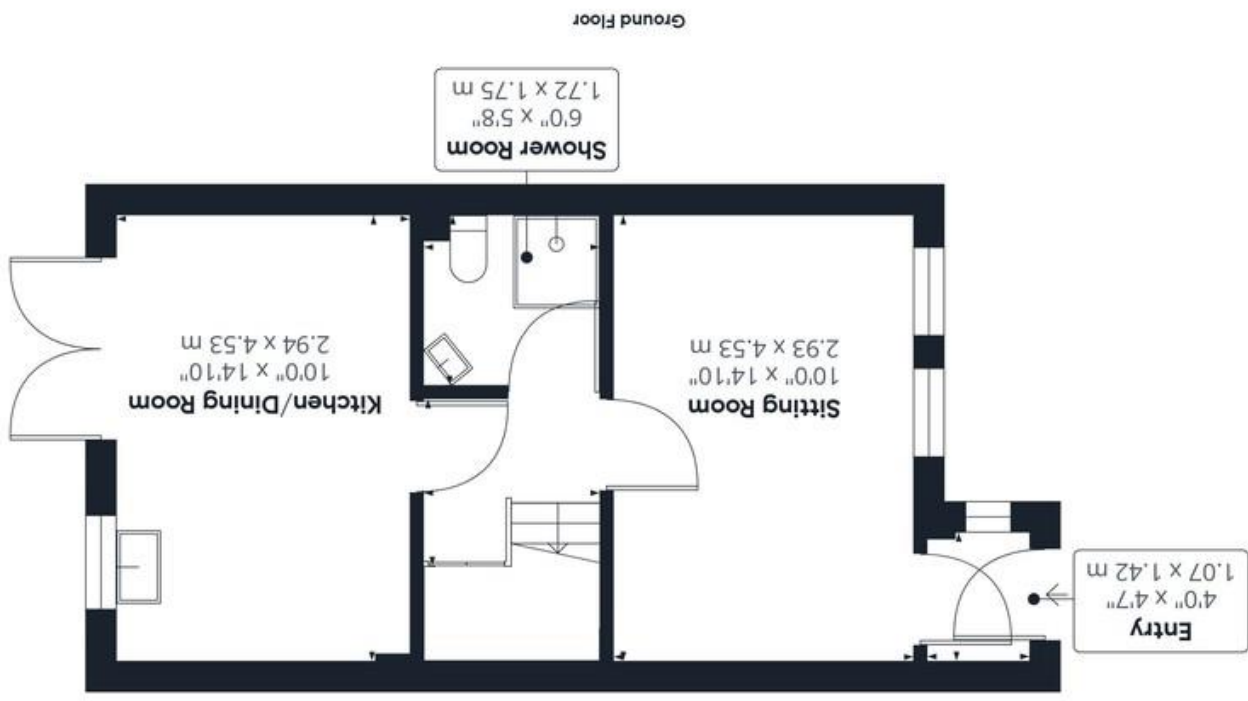 Entry
4'0" x 4'7"
1.07 x 1.42 m
Sitting Room
10'0" x 14'10"
2.93 x 4.53 m
Kitchen/Dining Room
10'0" x 14'10"
2.94 x 4.53 m
Shower Room
6'0" x 5'8"
1.72 x 1.75 m
Ground Floor